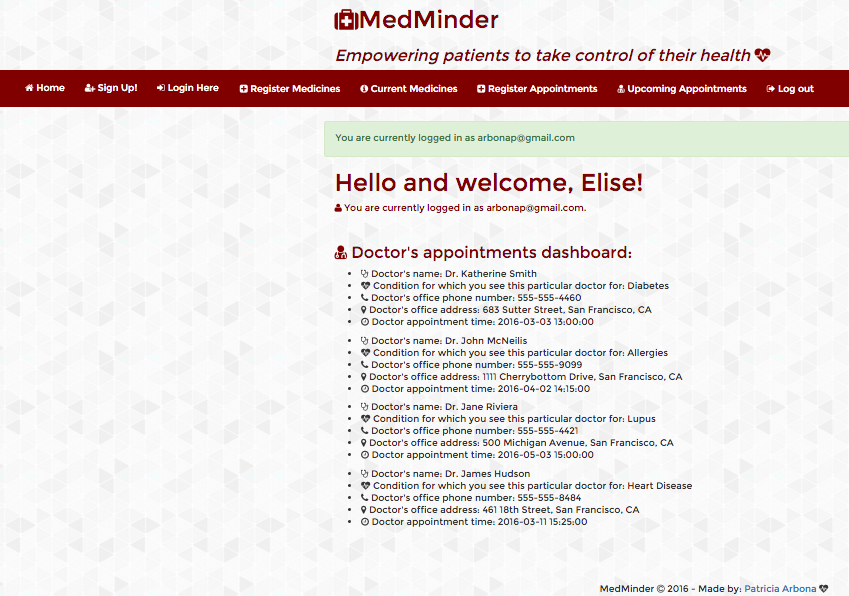 MedMinder
Empowering patients to take control of their health
Home Sign Up! Login Here Register Medicines Current Medicines Register Appointments Upcoming Appointments Log out
You are currently logged in as arbonap@gmail.com
Hello and welcome, Elise!
You are currently logged in as arbonap@gmail.com.
Doctor's appointments dashboard:
Doctor's name: Dr. Katherine Smith
Condition for which you see this particular doctor for: Diabetes
Doctor's office phone number: 555-555-4460
Doctor's office address: 683 Sutter Street, San Francisco, CA
Doctor appointment time: 2016-03-03 13:00:00
Doctor's name: Dr. John McNeilis
Condition for which you see this particular doctor for: Allergies
Doctor's office phone number: 555-555-9099
Doctor's office address: 1111 Cherrybottom Drive, San Francisco, CA
Doctor appointment time: 2016-04-02 14:15:00
Doctor's name: Dr. Jane Riviera
Condition for which you see this particular doctor for: Lupus
Doctor's office phone number: 555-555-4421
Doctor's office address: 500 Michigan Avenue, San Francisco, CA
Doctor appointment time: 2016-05-03 15:00:00
Doctor's name: Dr. James Hudson
Condition for which you see this particular doctor for: Heart Disease
Doctor's office phone number: 555-555-8484
Doctor's office address: 461 18th Street, San Francisco, CA
Doctor appointment time: 2016-03-11 15:25:00
MedMinder © 2016 - Made by: Patricia Arbona